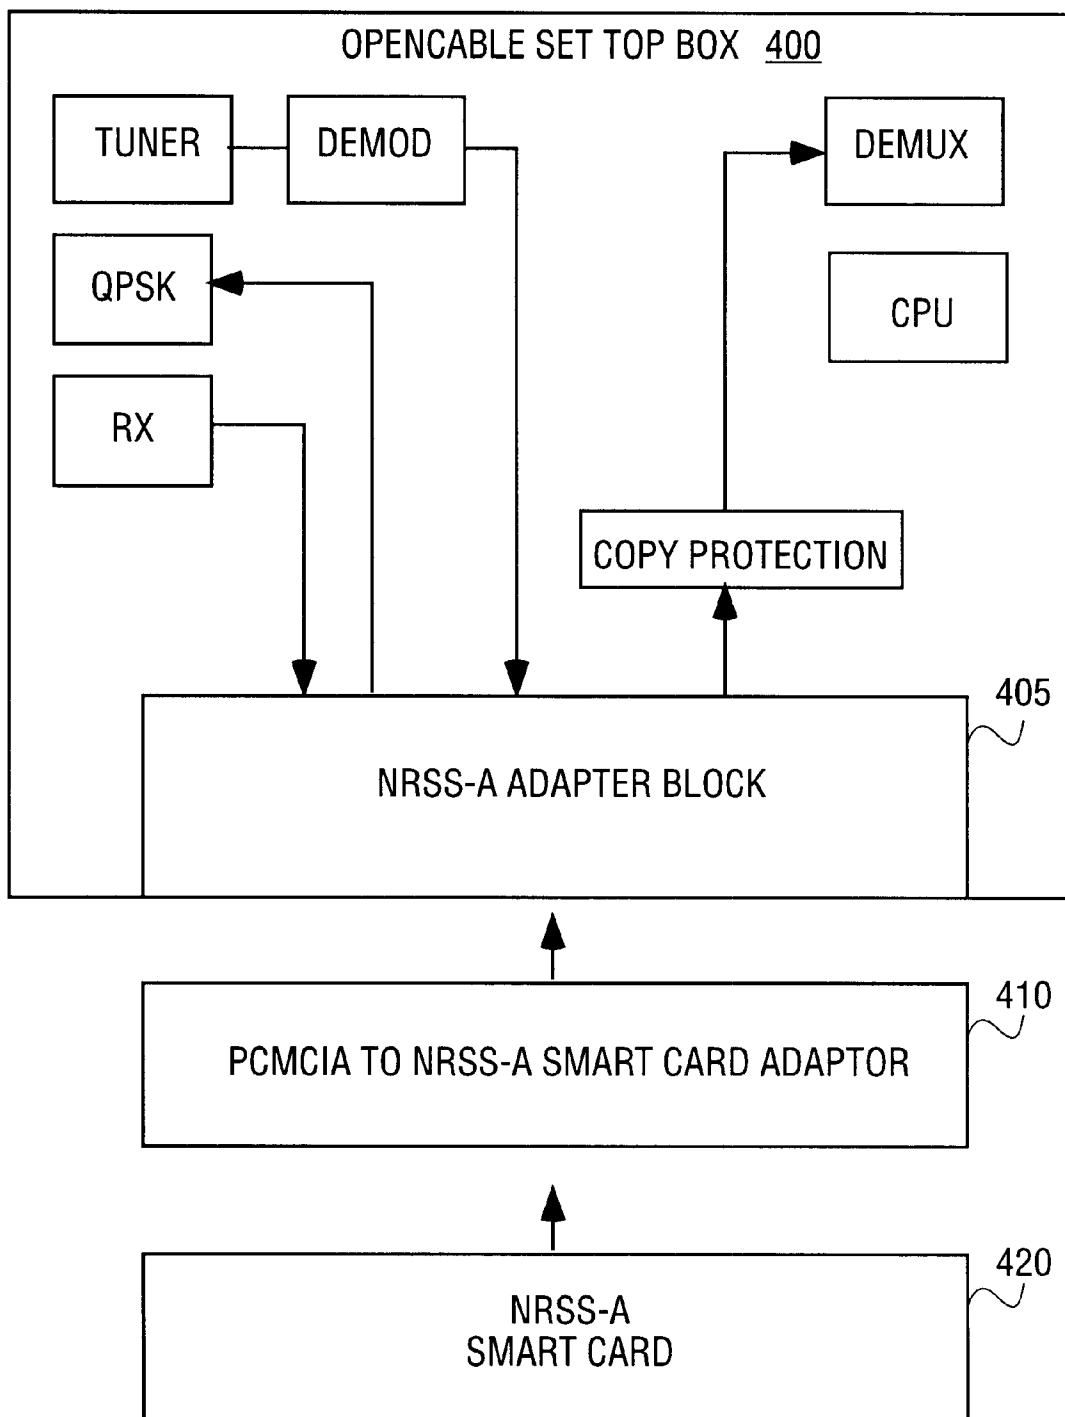 OPENCABLE SET TOP BOX 400
TUNER
DEMOD
DEMUX
QPSK
CPU
RX
COPY PROTECTION
405
NRSS-A ADAPTER BLOCK
410
PCMCIA TO NRSS-A SMART CARD ADAPTOR
420
NRSS-A
SMART CARD